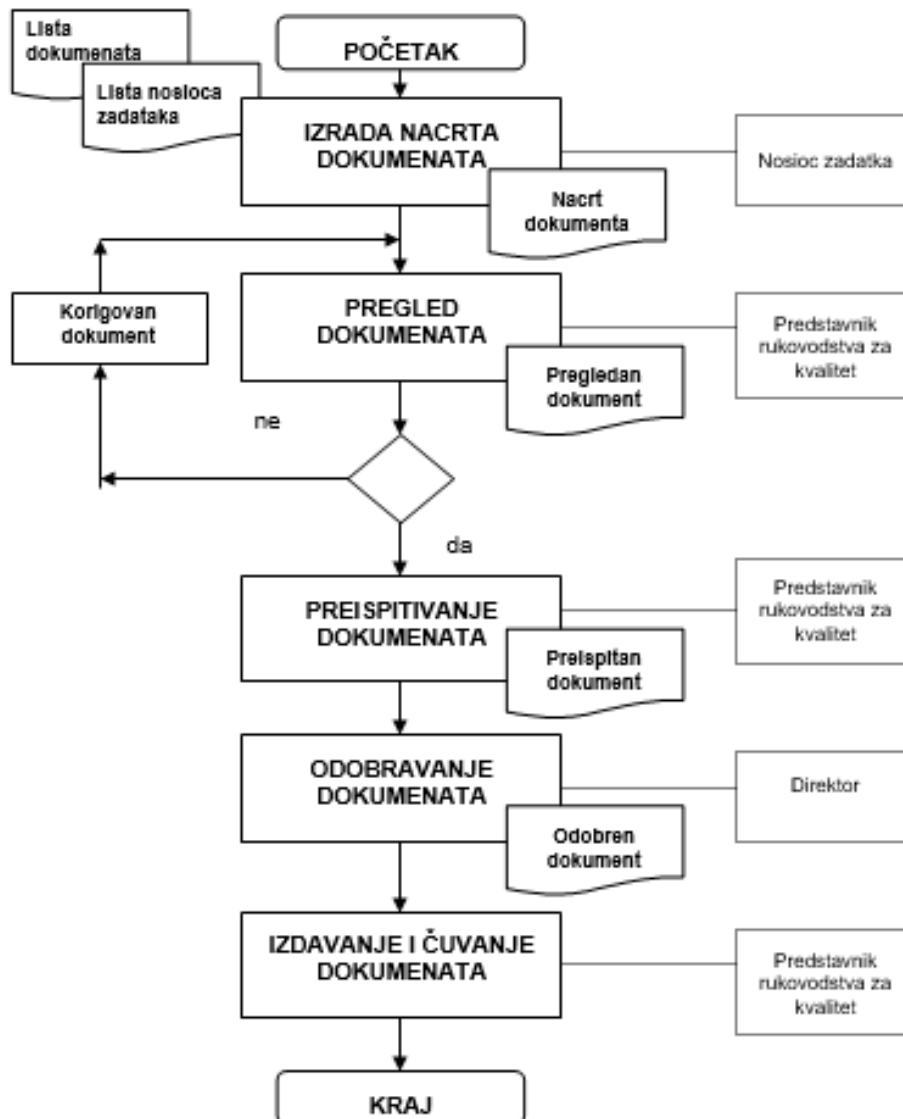 Lista
dokumenata
Lista nosioca
zadataka
POČETAK
IZRADA NACRTA
DOKUMENATA
Nosioc zadatka
Nacrt
dokumenta
Korigovan
dokument
PREGLED
DOKUMENATA
Predstavnik
rukovodstva za
kvalitet
Pregledan
dokument
ne
da
PREISPITIVANJE
DOKUMENATA
Predstavnik
rukovodstva za
kvalitet
Preispitan
dokument
ODOBRAVANJE
DOKUMENATA
Direktor
Odobren
dokument
IZDAVANJE I ČUVANJE
DOKUMENATA
Predstavnik
rukovodstva za
kvalitet
KRAJ